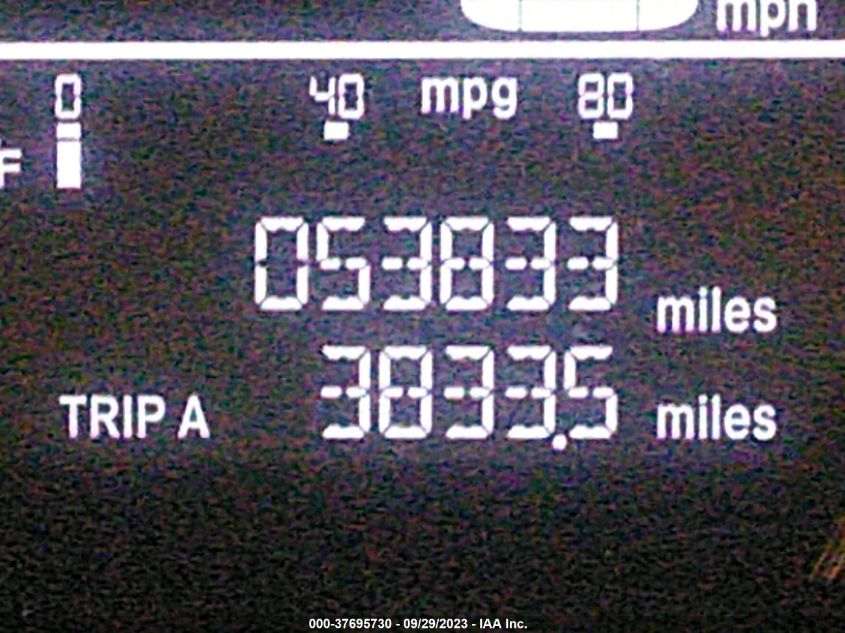 mph
0 40 mpg 80
F
053833 miles
TRIP A 3833.5 miles
000-37695730 - 09/29/2023 - IAA Inc.